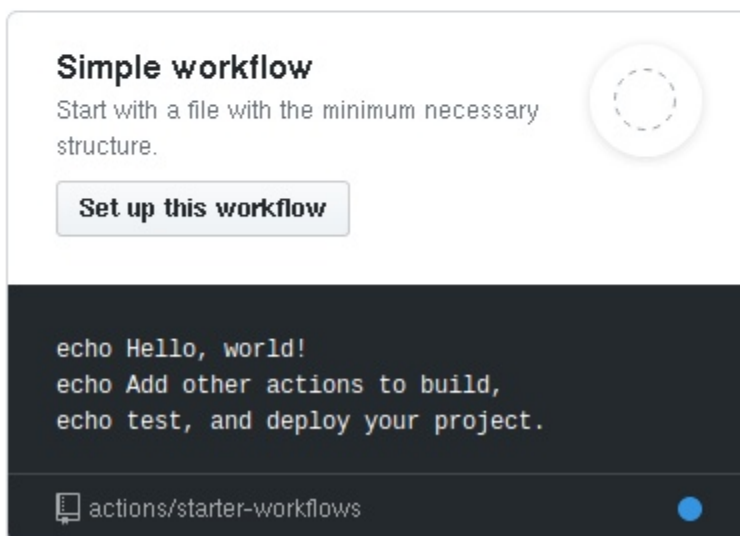 Simple workflow
Start with a file with the minimum necessary
structure.
Set up this workflow
echo Hello, world!
echo Add other actions to build,
echo test, and deploy your project.
actions/starter-workflows